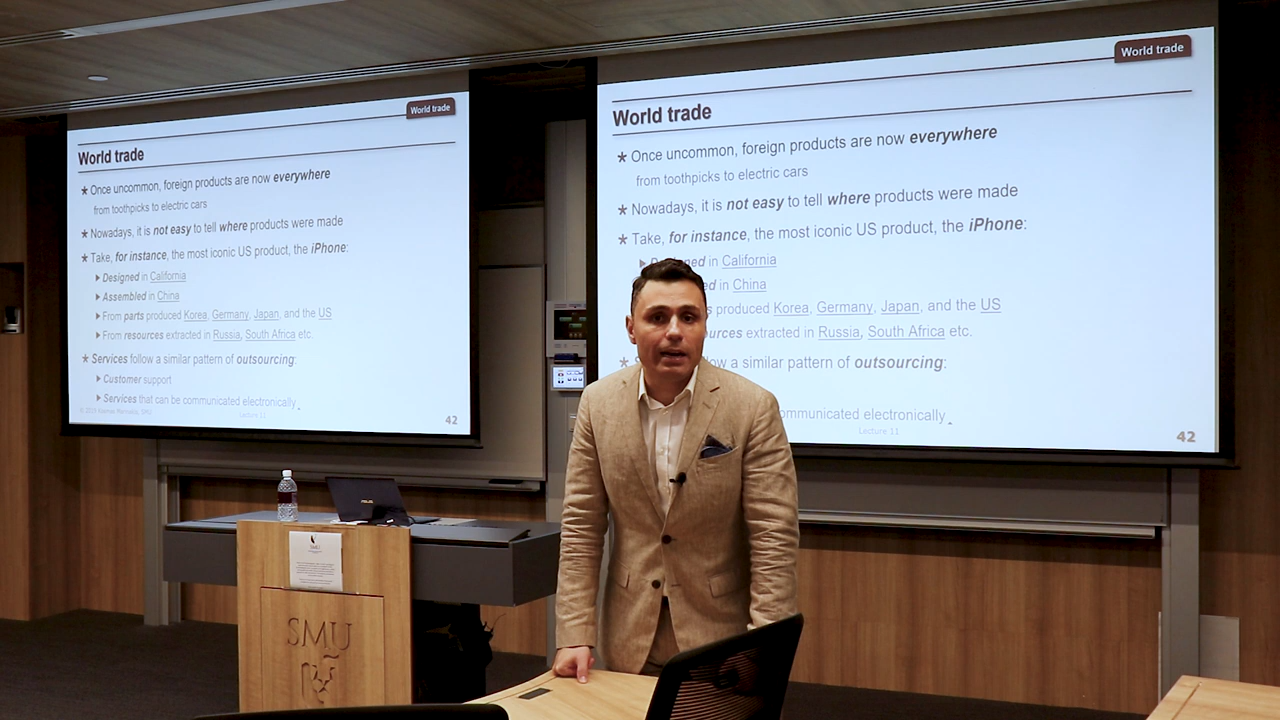 World trade
World trade
★ Once uncommon, foreign products are now everywhere
from toothpicks to electric cars
★ Nowadays, it is not easy to tell where products were made
★ Take, for instance, the most iconic US product, the iPhone:
▶ Designed in California
▶ Assembled in China
▶ From parts produced Korea, Germany, Japan, and the US
▶ From resources extracted in Russia, South Africa etc.
★ Services follow a similar pattern of outsourcing:
▶ Customer support
▶ Services that can be communicated electronically
Lecture 11
42
World trade
World trade
★ Once uncommon, foreign products are now everywhere
from toothpicks to electric cars
★ Nowadays, it is not easy to tell where products were made
★ Take, for instance, the most iconic US product, the iPhone:
▶ Designed in California
in China
produced Korea, Germany, Japan, and the US
extracted in Russia, South Africa etc.
a similar pattern of outsourcing:
communicated electronically
Lecture 11
42
SMU
SMU